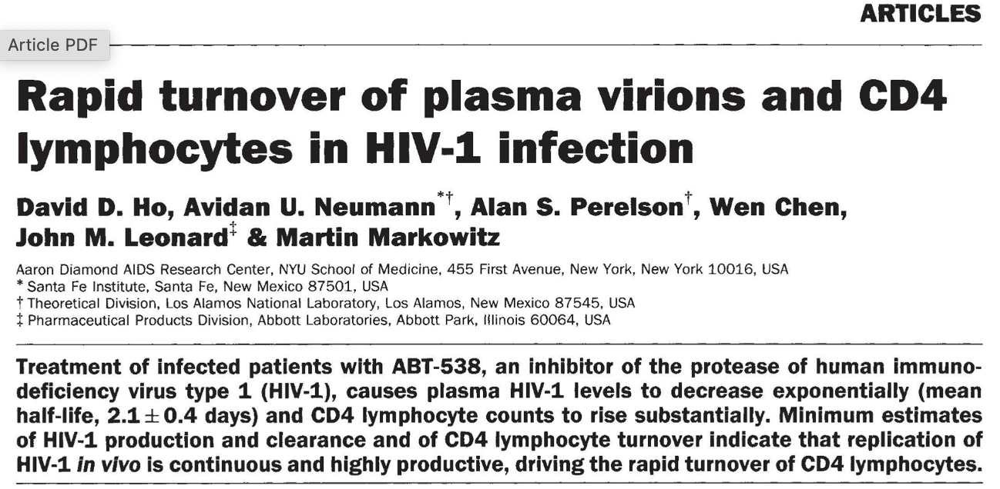 ARTICLES
Article PDF
Rapid turnover of plasma virions and CD4
lymphocytes in HIV-1 infection
David D. Ho, Avidan U. Neumann*†, Alan S. Perelson†, Wen Chen,
John M. Leonard‡ & Martin Markowitz
Aaron Diamond AIDS Research Center, NYU School of Medicine, 455 First Avenue, New York, New York 10016, USA
* Santa Fe Institute, Santa Fe, New Mexico 87501, USA
† Theoretical Division, Los Alamos National Laboratory, Los Alamos, New Mexico 87545, USA
‡ Pharmaceutical Products Division, Abbott Laboratories, Abbott Park, Illinois 60064, USA
Treatment of infected patients with ABT-538, an inhibitor of the protease of human immuno-
deficiency virus type 1 (HIV-1), causes plasma HIV-1 levels to decrease exponentially (mean
half-life, 2.1 ± 0.4 days) and CD4 lymphocyte counts to rise substantially. Minimum estimates
of HIV-1 production and clearance and of CD4 lymphocyte turnover indicate that replication of
HIV-1 in vivo is continuous and highly productive, driving the rapid turnover of CD4 lymphocytes.